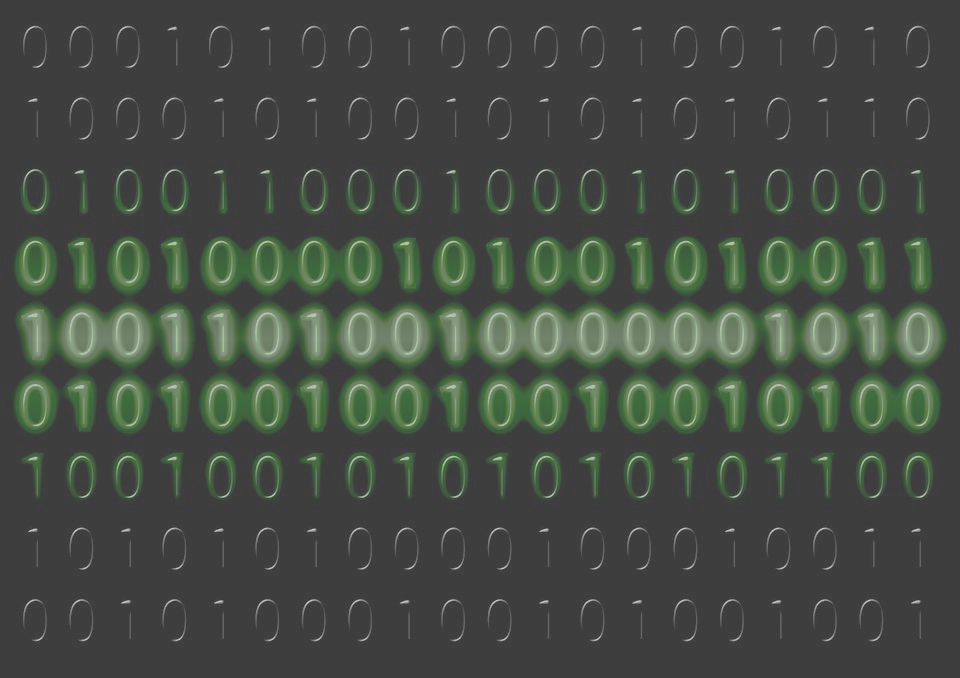 0 0 0 1 0 1 0 0 1 0 0 0 0 1 0 0 1 0 1 0
1 0 0 0 1 0 1 0 0 1 0 1 0 1 0 1 0 1 1 0
0 1 0 0 1 1 0 0 0 1 0 0 0 1 0 1 0 0 0 1
0 1 0 1 0 0 0 0 1 0 1 0 0 1 0 1 0 0 1 1
1 0 0 1 1 0 1 0 0 1 0 0 0 0 0 0 1 0 1 0
0 1 0 1 0 0 1 0 0 1 0 0 1 0 0 1 0 1 0 0
1 0 0 1 0 0 1 0 1 0 1 0 1 0 1 0 1 1 0 0
1 0 1 0 1 0 1 0 0 0 0 1 0 0 0 1 0 0 1 1
0 0 1 0 1 0 0 0 1 0 0 1 0 1 0 0 1 0 0 1